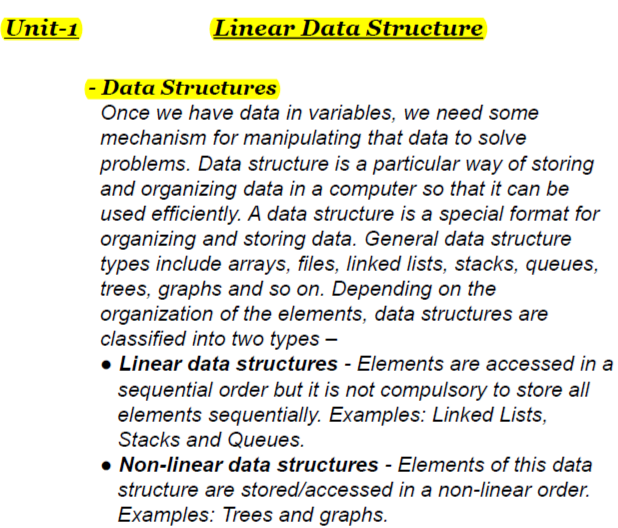 Unit-1 Linear Data Structure
- Data Structures
Once we have data in variables, we need some
mechanism for manipulating that data to solve
problems. Data structure is a particular way of storing
and organizing data in a computer so that it can be
used efficiently. A data structure is a special format for
organizing and storing data. General data structure
types include arrays, files, linked lists, stacks, queues,
trees, graphs and so on. Depending on the
organization of the elements, data structures are
classified into two types –
● Linear data structures - Elements are accessed in a
sequential order but it is not compulsory to store all
elements sequentially. Examples: Linked Lists,
Stacks and Queues.
● Non-linear data structures - Elements of this data
structure are stored/accessed in a non-linear order.
Examples: Trees and graphs.